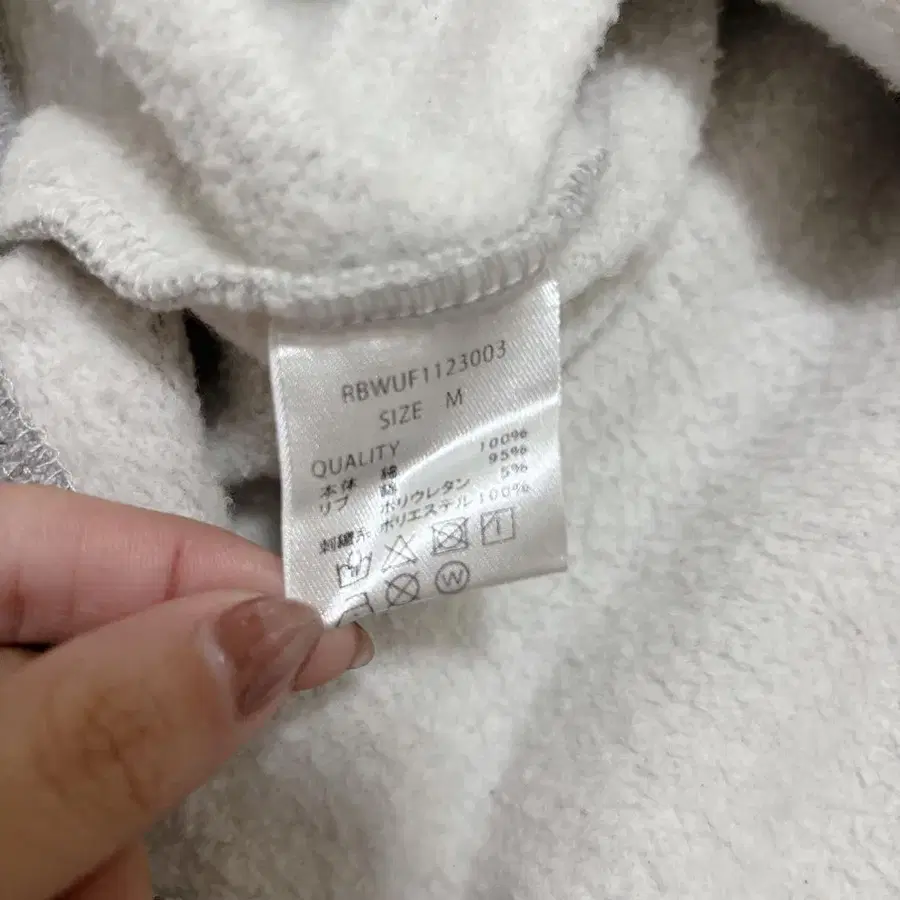 RBWUF1123003
SIZE M
QUALITY
本体 綿 100%
リブ 綿 95%
ポリウレタン 5%
刺繍糸 ポリエステル 100%
W